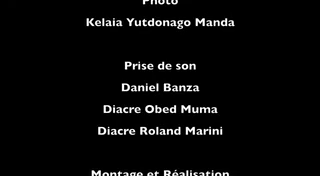 Photo
Kelaia Yutdonago Manda
Prise de son
Daniel Banza
Diacre Obed Muma
Diacre Roland Marini
Montage et Réalisation